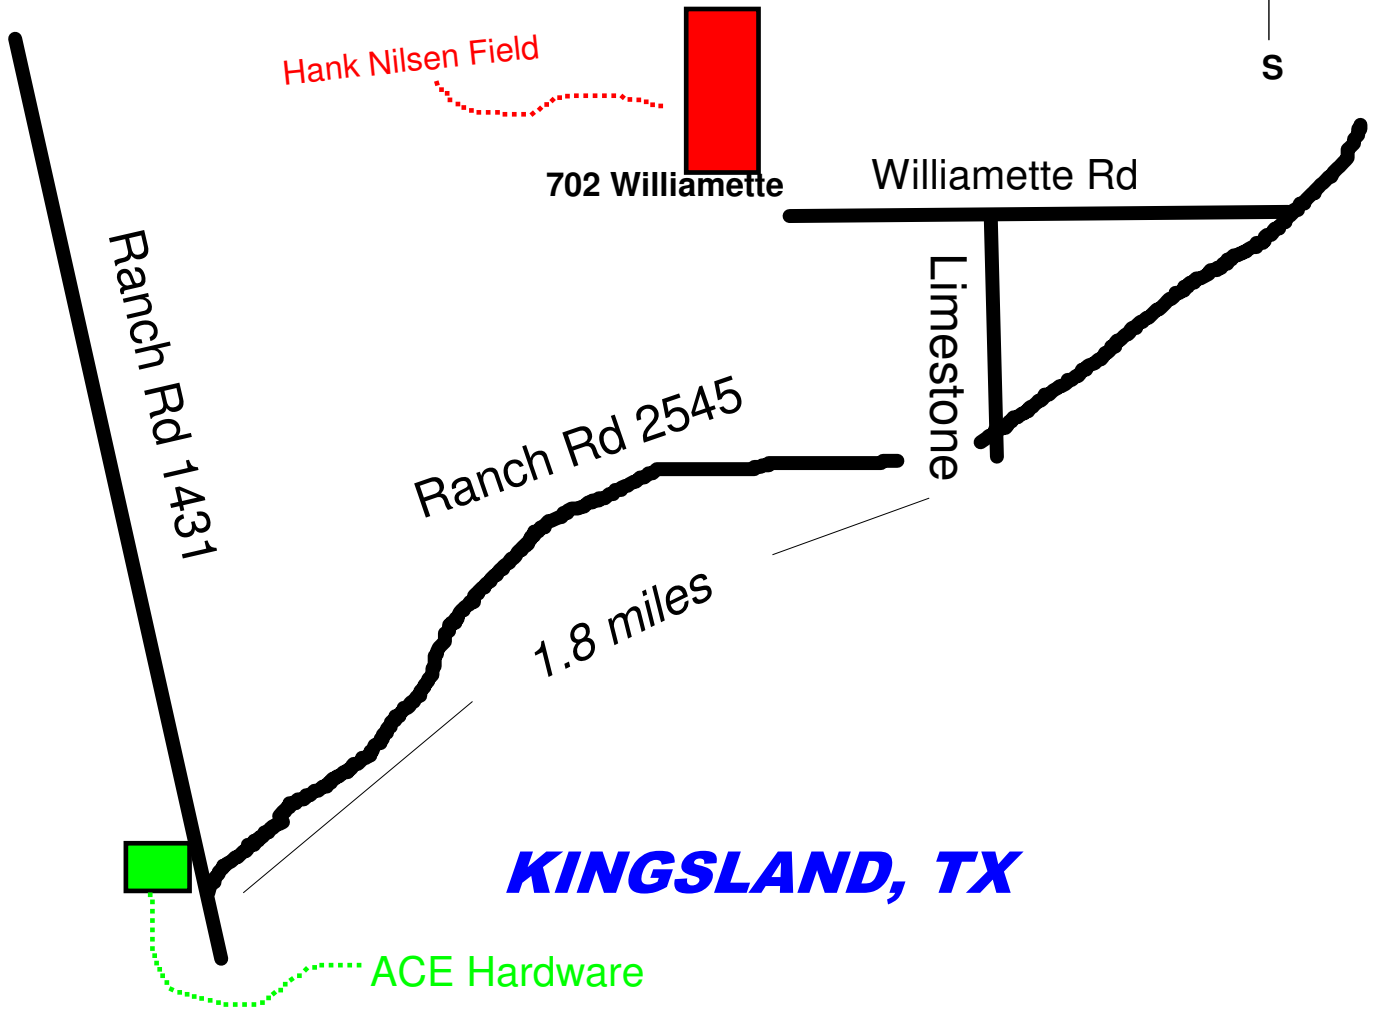 S
Hank Nilsen Field
702 Williamette
Williamette Rd
Ranch Rd 1431
Limestone
Ranch Rd 2545
1.8 miles
KINGSLAND, TX
ACE Hardware